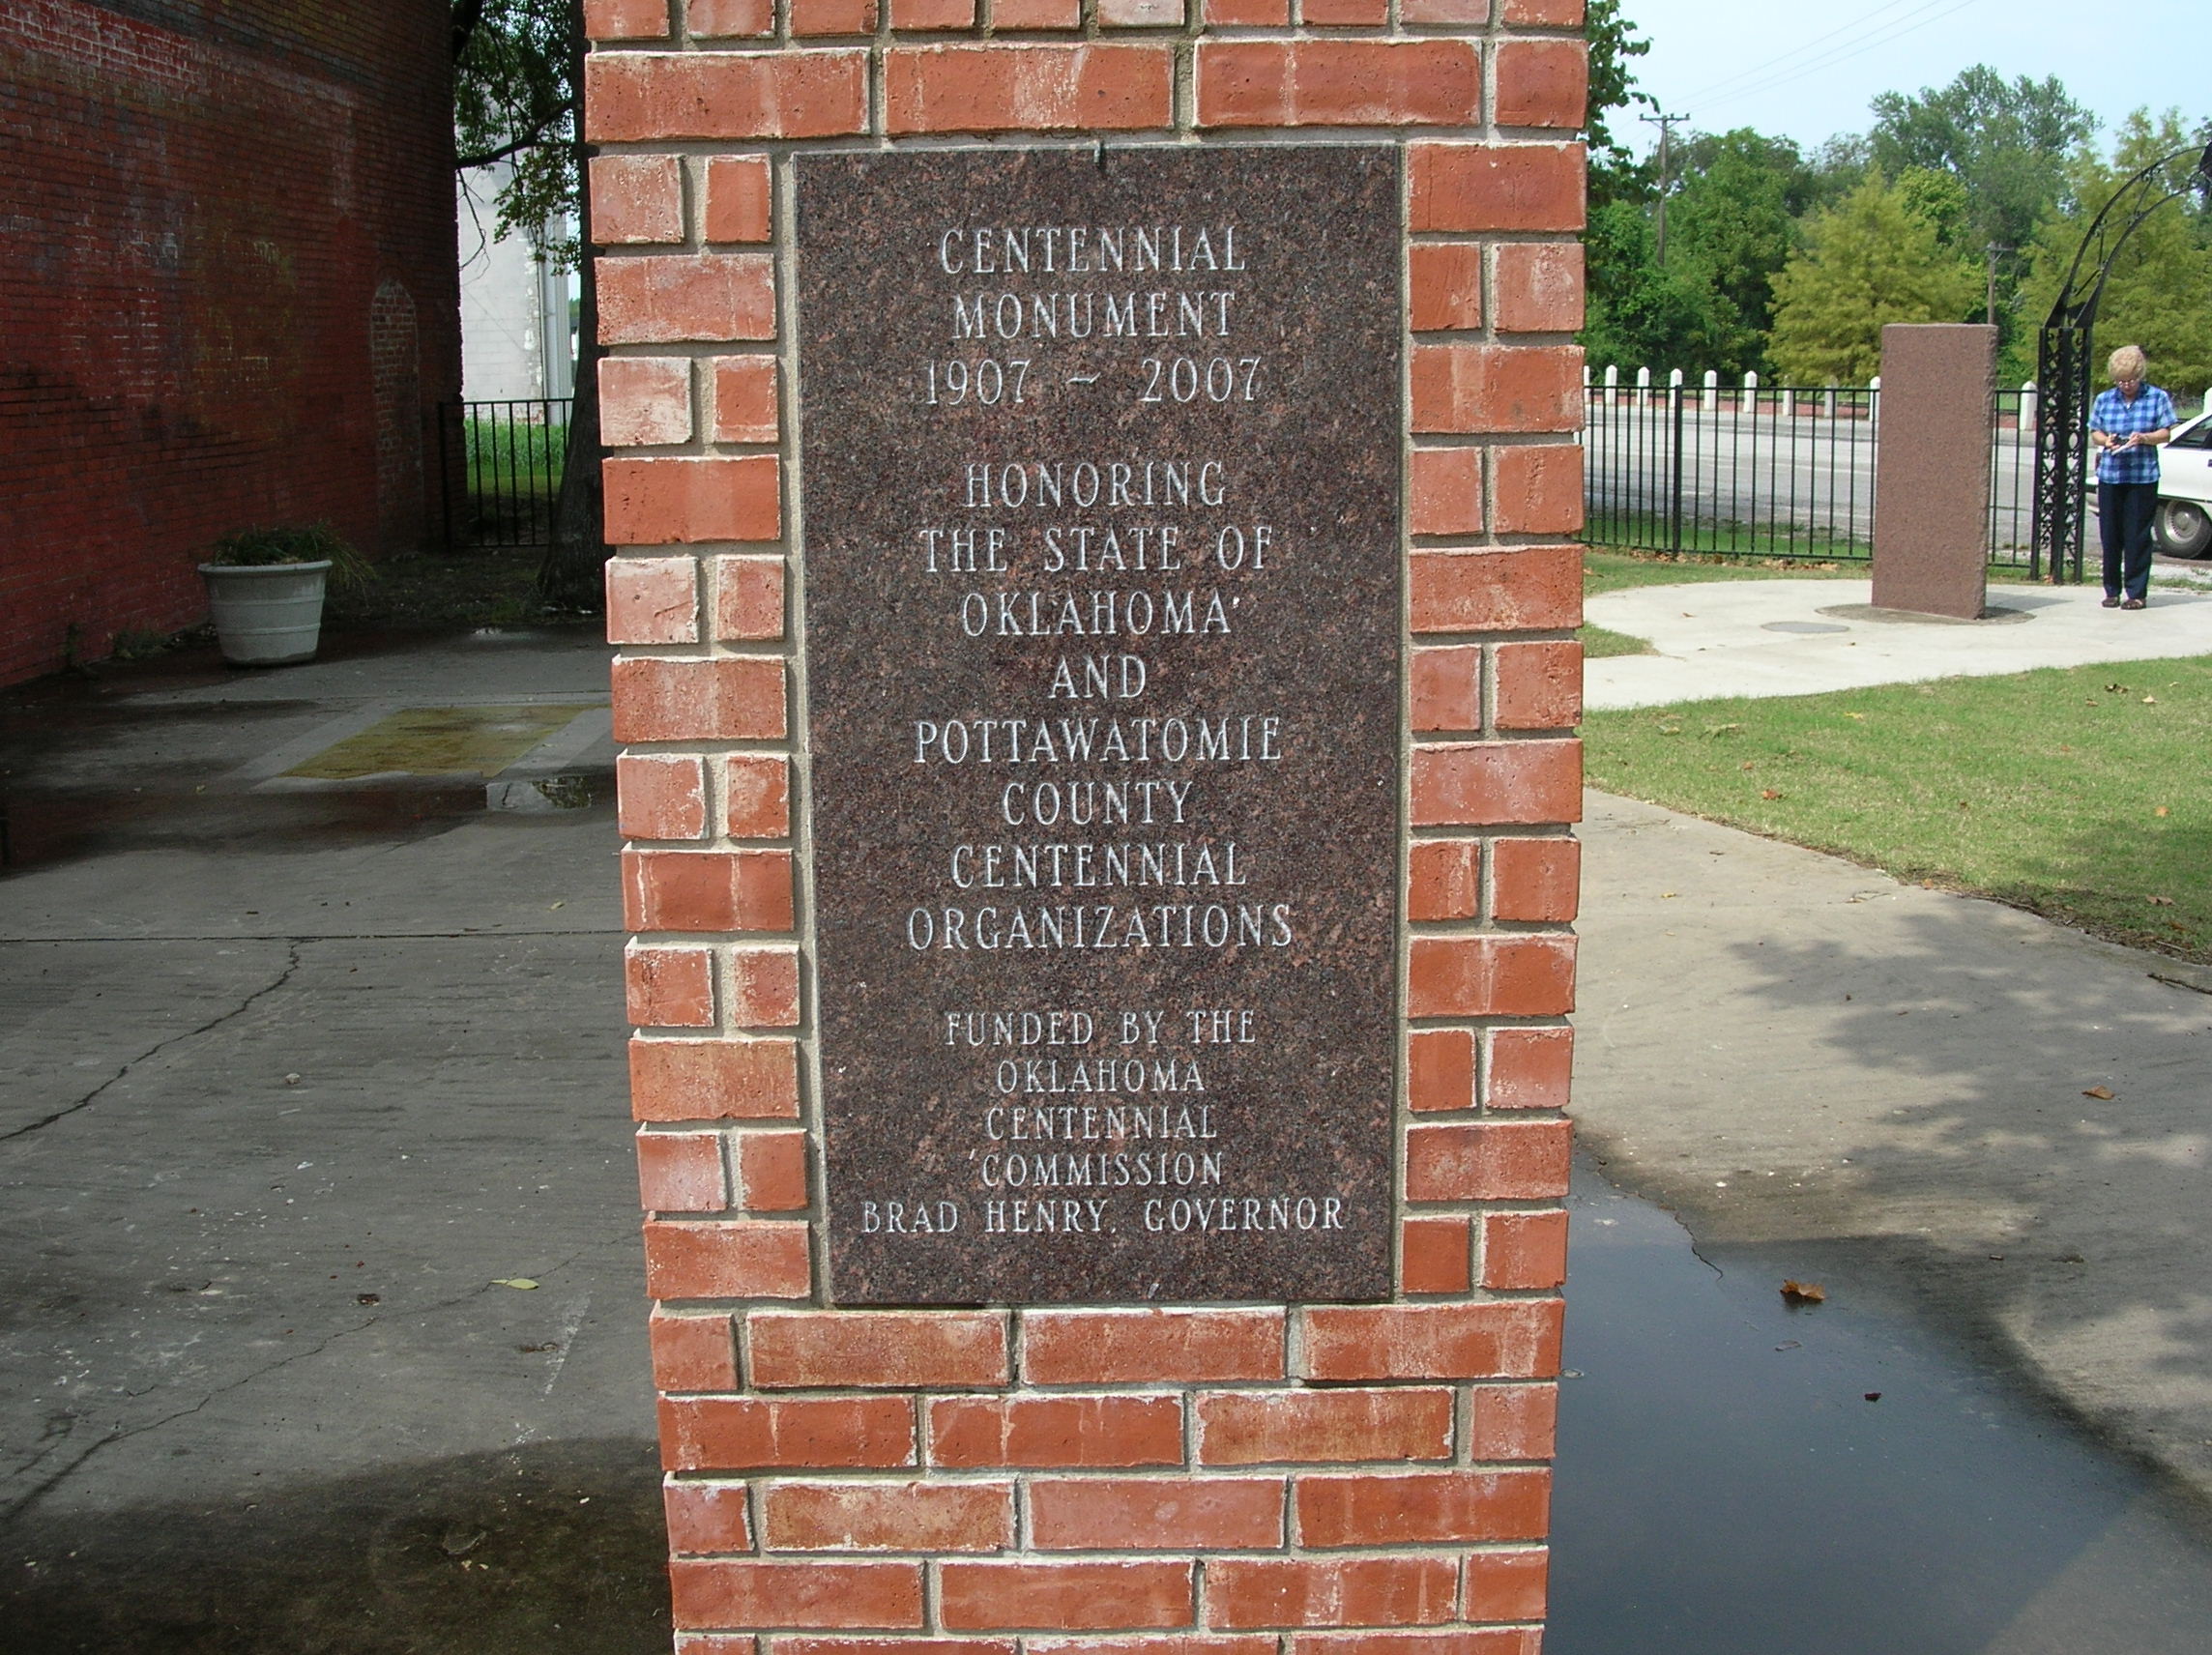 CENTENNIAL
MONUMENT
1907 ~ 2007
HONORING
THE STATE OF
OKLAHOMA
AND
POTTAWATOMIE
COUNTY
CENTENNIAL
ORGANIZATIONS
FUNDED BY THE
OKLAHOMA
CENTENNIAL
COMMISSION
BRAD HENRY, GOVERNOR